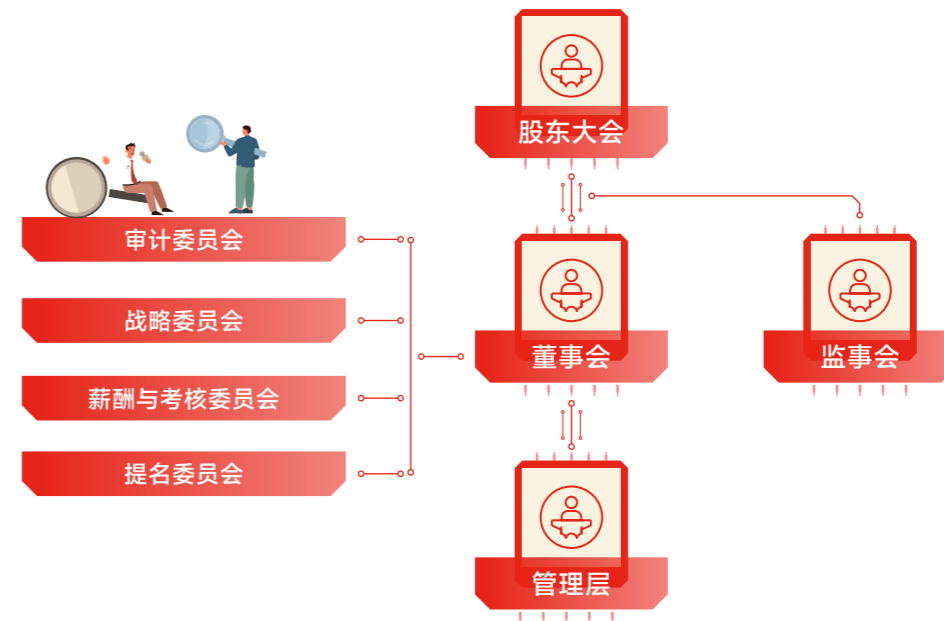 股东大会
审计委员会
战略委员会
薪酬与考核委员会
提名委员会
董事会
监事会
管理层